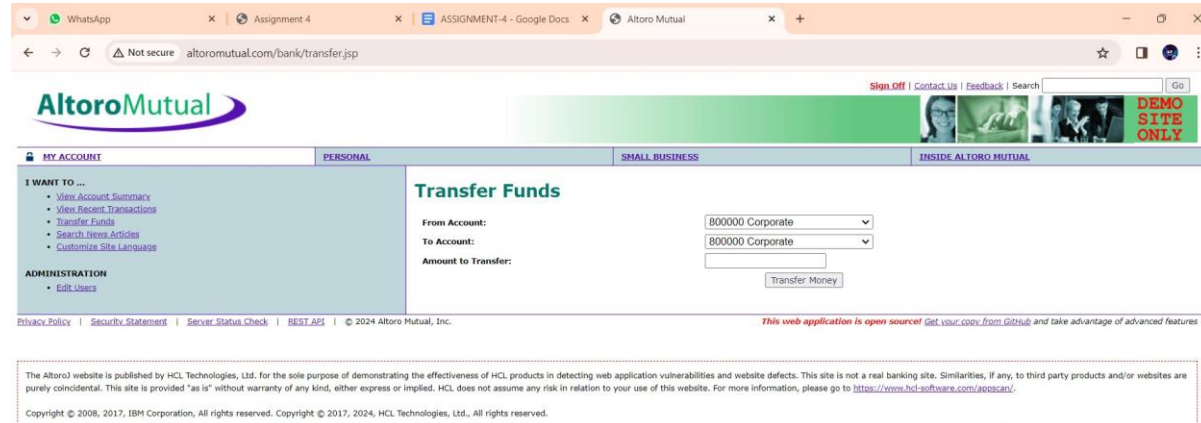 WhatsApp
Assignment 4
ASSIGNMENT-4 - Google Docs
Altoro Mutual
Not secure altoromutual.com/bank/transfer.jsp
Sign Off | Contact Us | Feedback | Search Go
AltoroMutual
DEMO
SITE
ONLY
MY ACCOUNT PERSONAL SMALL BUSINESS INSIDE ALTORO MUTUAL
I WANT TO ...
• View Account Summary
• View Recent Transactions
• Transfer Funds
• Search News Articles
• Customize Site Language
ADMINISTRATION
• Edit Users
Transfer Funds
From Account: 800000 Corporate
To Account: 800000 Corporate
Amount to Transfer:
Transfer Money
Privacy Policy | Security Statement | Server Status Check | REST API | © 2024 Altoro Mutual, Inc. This web application is open source! Get your copy from GitHub and take advantage of advanced features
The AltoroJ website is published by HCL Technologies, Ltd. for the sole purpose of demonstrating the effectiveness of HCL products in detecting web application vulnerabilities and website defects. This site is not a real banking site. Similarities, if any, to third party products and/or websites are
purely coincidental. This site is provided "as is" without warranty of any kind, either express or implied. HCL does not assume any risk in relation to your use of this website. For more information, please go to https://www.hcl-software.com/appscan/.
Copyright © 2008, 2017, IBM Corporation, All rights reserved. Copyright © 2017, 2024, HCL Technologies, Ltd., All rights reserved.